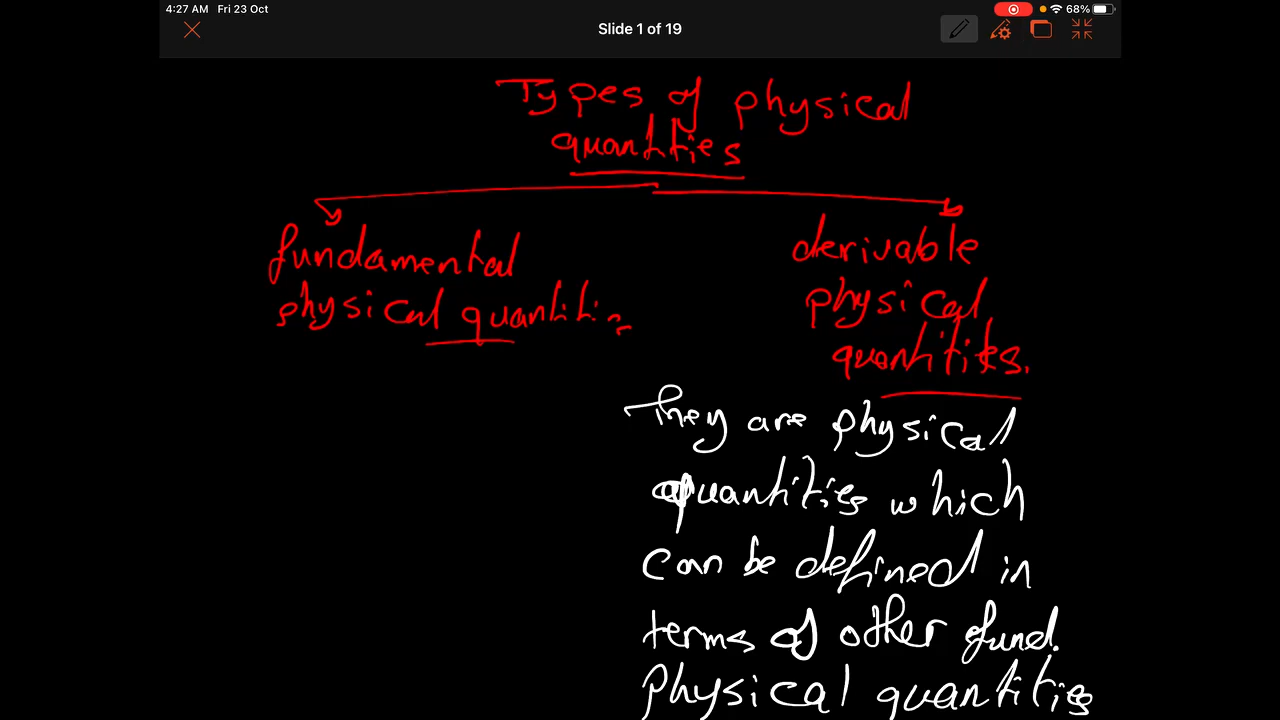 4:27 AM Fri 23 Oct
68%
Slide 1 of 19
Types of physical
quantities
fundamental
physical quantities
derivable
physical
quantities.
They are physical
quantities which
can be defined in
terms of other fund.
physical quantities